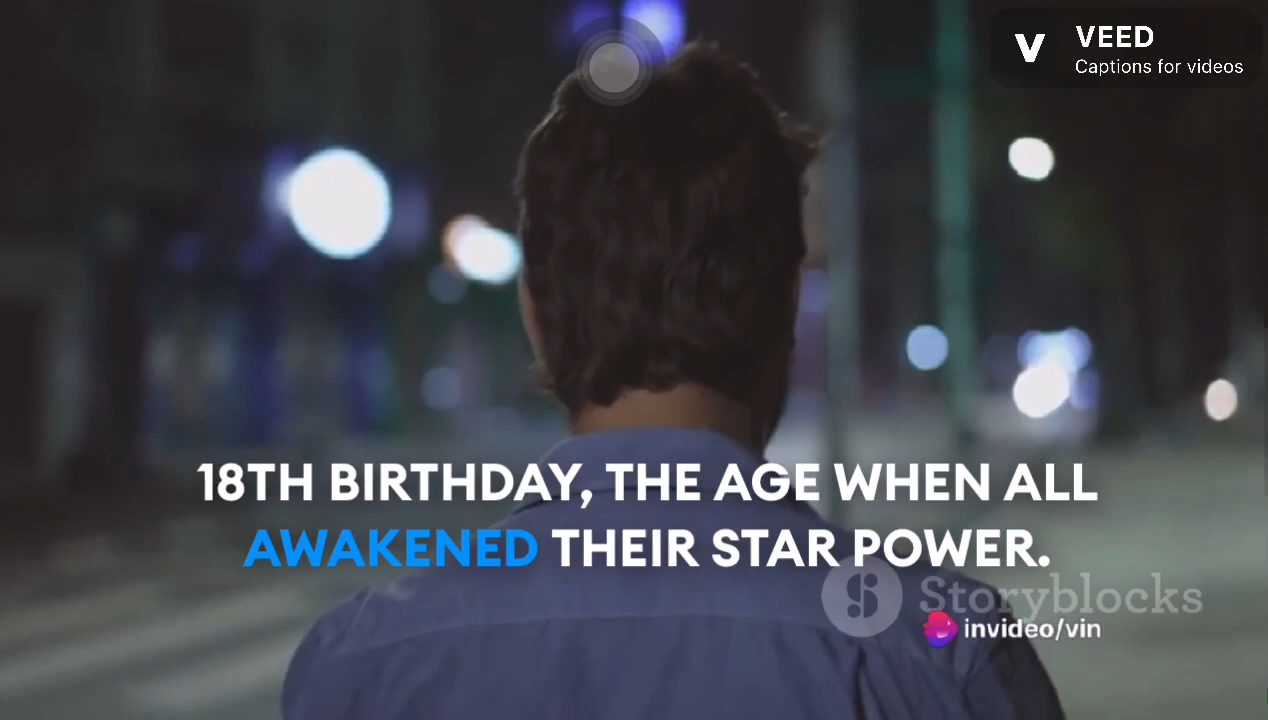 VEED
Captions for videos
18TH BIRTHDAY, THE AGE WHEN ALL
AWAKENED THEIR STAR POWER.
Storyblocks
invideo/vin